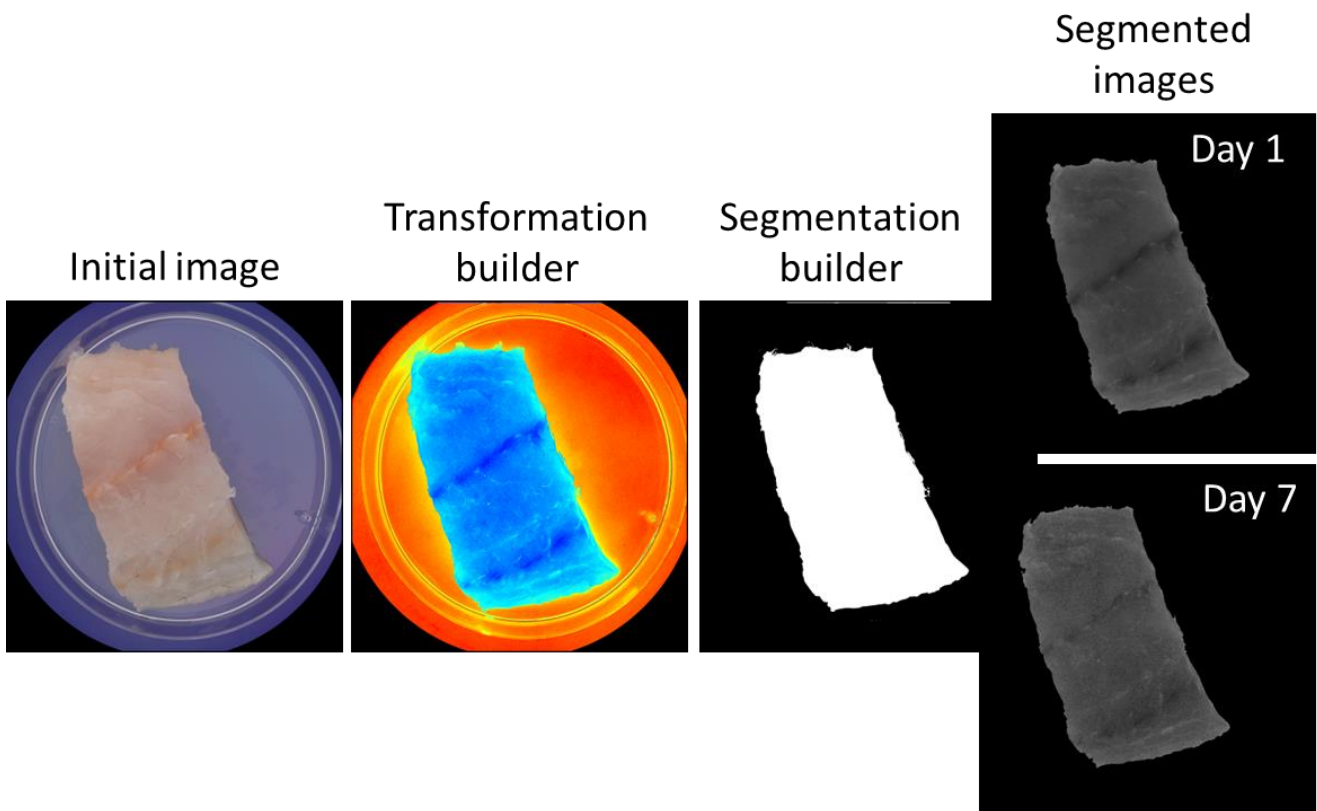 Initial image
Transformation
builder
Segmentation
builder
Segmented
images
Day 1
Day 7